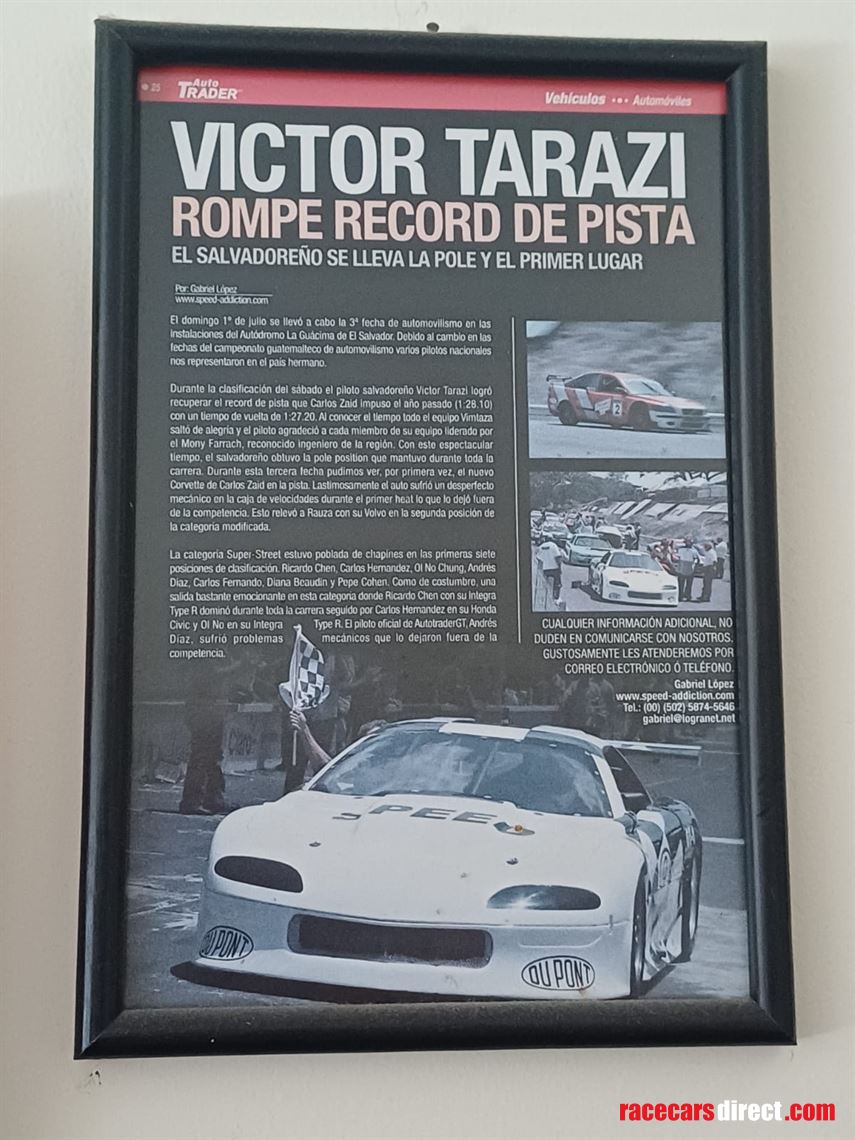 25 Auto TRADER
Vehículos ••• Automóviles
VICTOR TARAZI
ROMPE RECORD DE PISTA
EL SALVADOREÑO SE LLEVA LA POLE Y EL PRIMER LUGAR
Por: Gabriel López
www.speed-addiction.com
El domingo 1º de julio se llevó a cabo la 3ª fecha de automovilismo en las
instalaciones del Autódromo La Guácima de El Salvador. Debido al cambio en las
fechas del campeonato guatemalteco de automovilismo varios pilotos nacionales
nos representaron en el país hermano.
Durante la clasificación del sábado el piloto salvadoreño Victor Tarazi logró
recuperar el record de pista que Carlos Zaid impuso el año pasado (1:28.10)
con un tiempo de vuelta de 1:27.20. Al conocer el tiempo todo el equipo Vimtaza
saltó de alegría y el piloto agradeció a cada miembro de su equipo liderado por
el Mony Farrach, reconocido ingeniero de la región. Con este espectacular
tiempo, el salvadoreño obtuvo la pole position que mantuvo durante toda la
carrera. Durante esta tercera fecha pudimos ver, por primera vez, el nuevo
Corvette de Carlos Zaid en la pista. Lastimosamente el auto sufrió un desperfecto
mecánico en la caja de velocidades durante el primer heat lo que lo dejó fuera
de la competencia. Esto relevó a Rauza con su Volvo en la segunda posición de
la categoría modificada.
La categoría Super-Street estuvo poblada de chapines en las primeras siete
posiciones de clasificación. Ricardo Chen, Carlos Hernandez, Ol No Chung, Andrés
Díaz, Carlos Fernando, Diana Beaudin y Pepe Cohen. Como de costumbre, una
salida bastante emocionante en esta categoría donde Ricardo Chen con su Integra
Type R dominó durante toda la carrera seguido por Carlos Hernandez en su Honda
Civic y Ol No en su Integra Type R. El piloto oficial de AutotraderGT, Andrés
Díaz, sufrió problemas mecánicos que lo dejaron fuera de la
competencia.
2
CUALQUIER INFORMACIÓN ADICIONAL, NO
DUDEN EN COMUNICARSE CON NOSOTROS.
GUSTOSAMENTE LES ATENDEREMOS POR
CORREO ELECTRÓNICO Ó TELÉFONO.
Gabriel López
www.speed-addiction.com
Tel.: (00) (502) 5874-5646
gabriel@logranet.net
SPEED
DU PONT
DU PONT
racecarsdirect.com